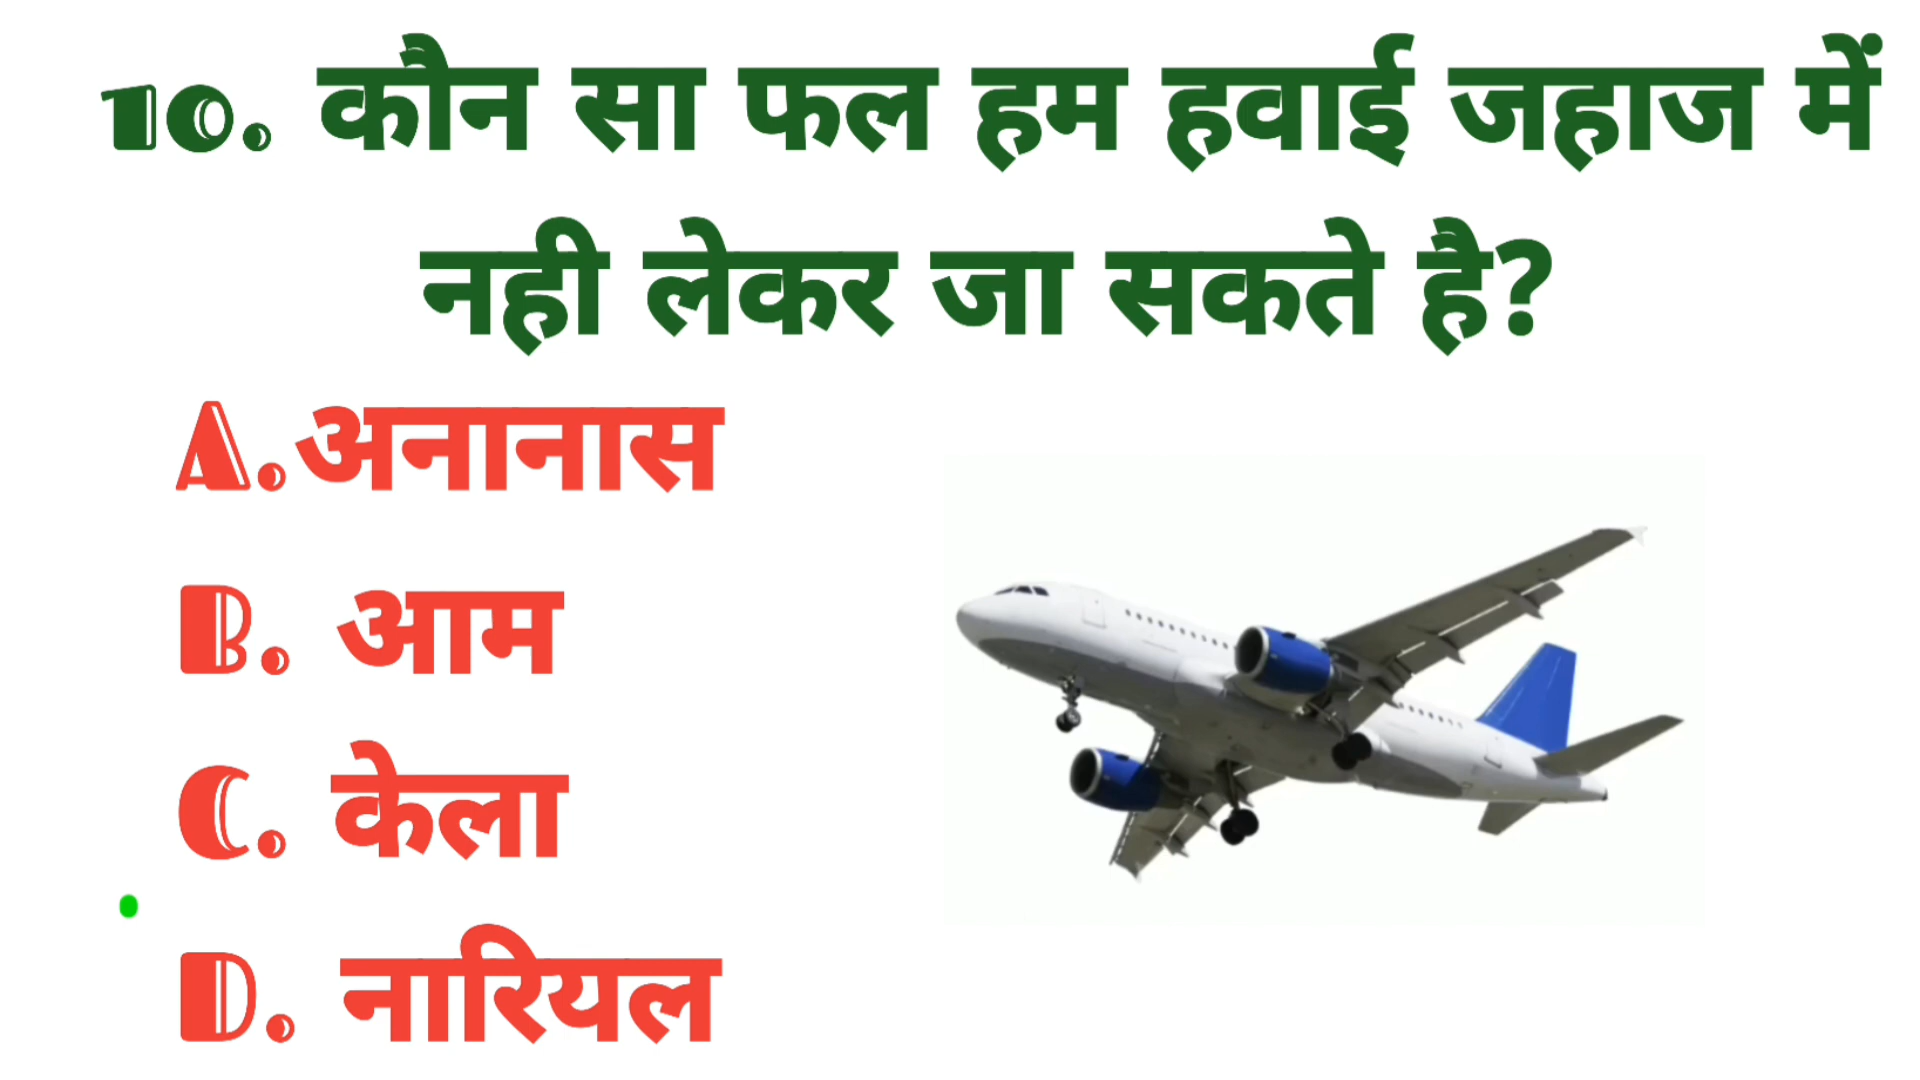 10. कौन सा फल हम हवाई जहाज में
नही लेकर जा सकते है?
A.अनानास
B. आम
C. केला
D. नारियल